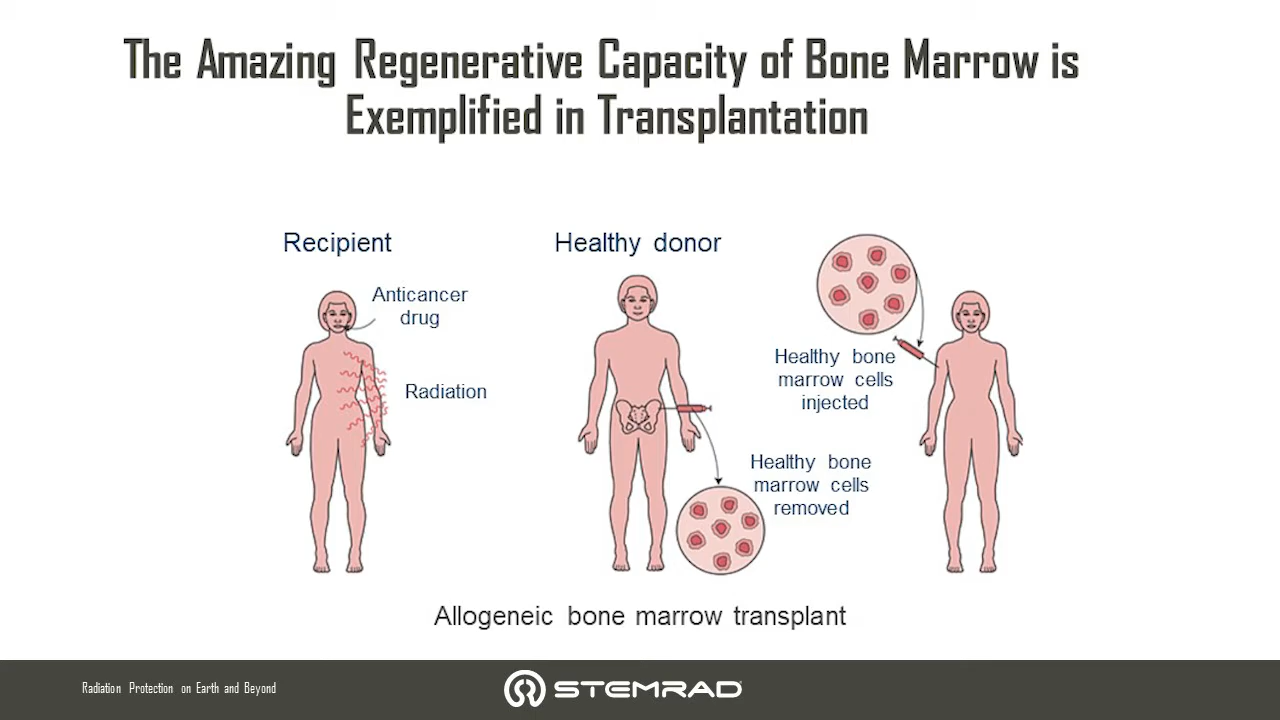 The Amazing Regenerative Capacity of Bone Marrow is
Exemplified in Transplantation
Recipient
Anticancer
drug
Radiation
Healthy donor
Healthy bone
marrow cells
removed
Healthy bone
marrow cells
injected
Allogeneic bone marrow transplant
Radiation Protection on Earth and Beyond
STEMRAD